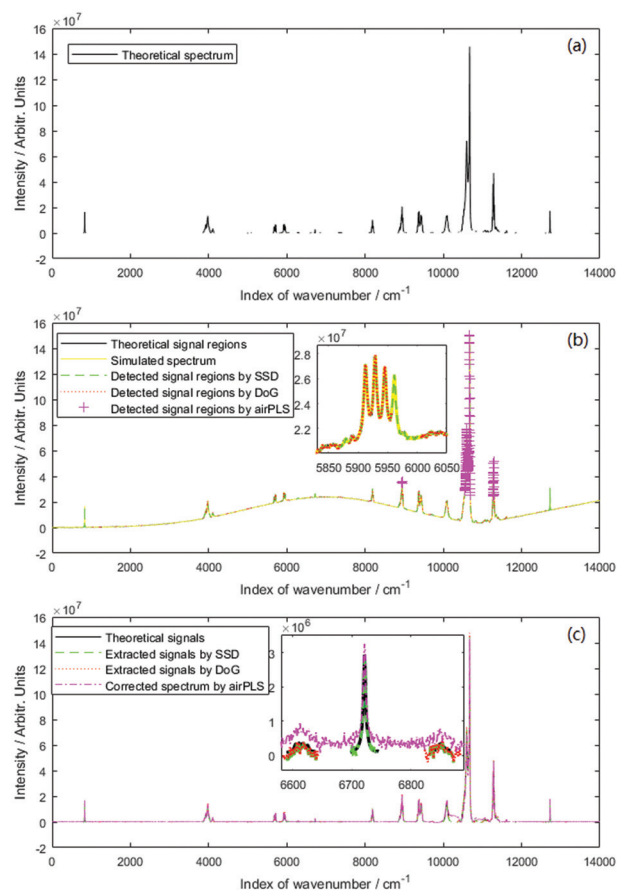 ×10⁷
16
(a)
Theoretical spectrum
14
12
10
8
6
4
2
0
-2
Intensity / Arbitr. Units
0 2000 4000 6000 8000 10000 12000 14000
Index of wavenumber / cm⁻¹
×10⁷
16
(b)
Theoretical signal regions
Simulated spectrum
Detected signal regions by SSD
Detected signal regions by DoG
Detected signal regions by airPLS
14
12
10
8
6
4
2
0
-2
Intensity / Arbitr. Units
×10⁷
2.8
2.6
2.4
2.2
5850 5900 5950 6000 6050
0 2000 4000 6000 8000 10000 12000 14000
Index of wavenumber / cm⁻¹
×10⁷
16
(c)
Theoretical signals
Extracted signals by SSD
Extracted signals by DoG
Corrected spectrum by airPLS
14
12
10
8
6
4
2
0
-2
Intensity / Arbitr. Units
×10⁶
3
2
1
0
6600 6700 6800
0 2000 4000 6000 8000 10000 12000 14000
Index of wavenumber / cm⁻¹